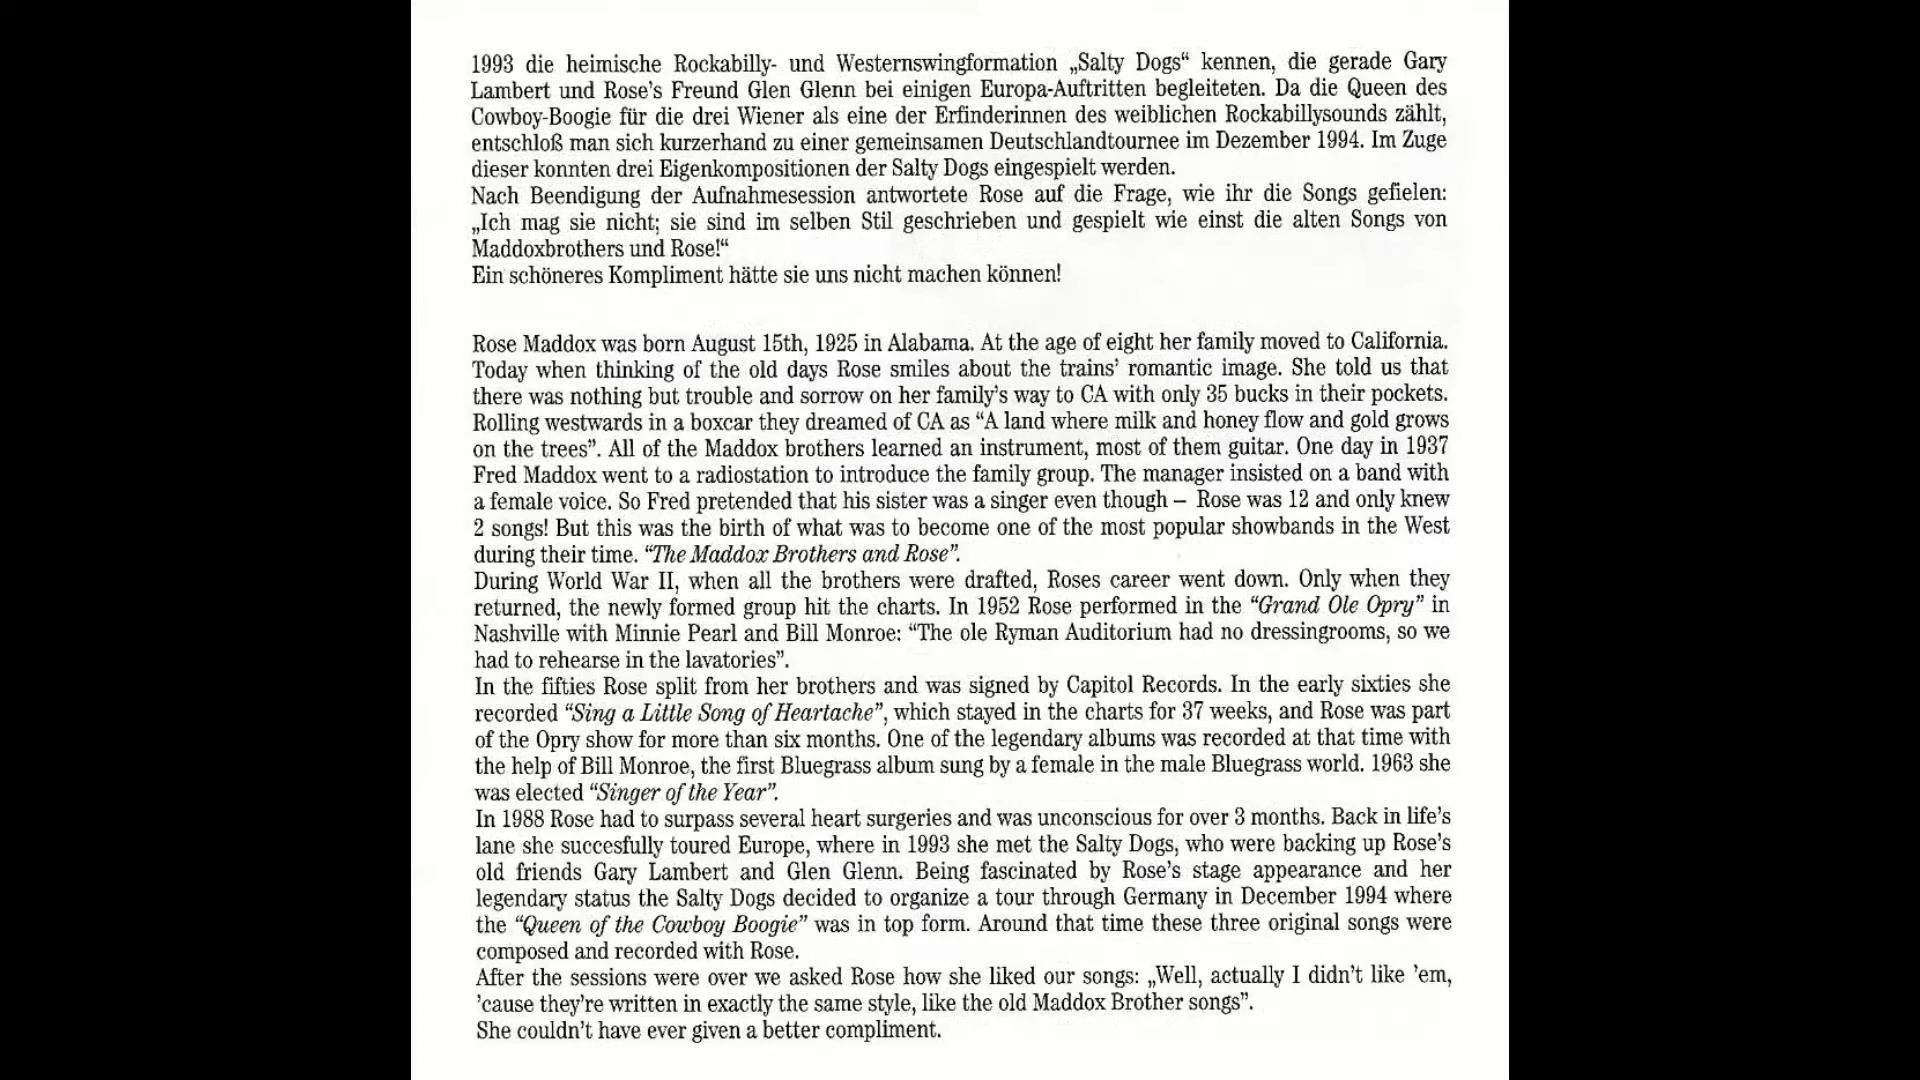 1993 die heimische Rockabilly- und Westernswingformation „Salty Dogs“ kennen, die gerade Gary
Lambert und Rose's Freund Glen Glenn bei einigen Europa-Auftritten begleiteten. Da die Queen des
Cowboy-Boogie für die drei Wiener als eine der Erfinderinnen des weiblichen Rockabillysounds zählt,
entschloß man sich kurzerhand zu einer gemeinsamen Deutschlandtournee im Dezember 1994. Im Zuge
dieser konnten drei Eigenkompositionen der Salty Dogs eingespielt werden.
Nach Beendigung der Aufnahmesession antwortete Rose auf die Frage, wie ihr die Songs gefielen:
„Ich mag sie nicht; sie sind im selben Stil geschrieben und gespielt wie einst die alten Songs von
Maddoxbrothers und Rose!“
Ein schöneres Kompliment hätte sie uns nicht machen können!
Rose Maddox was born August 15th, 1925 in Alabama. At the age of eight her family moved to California.
Today when thinking of the old days Rose smiles about the trains’ romantic image. She told us that
there was nothing but trouble and sorrow on her family’s way to CA with only 35 bucks in their pockets.
Rolling westwards in a boxcar they dreamed of CA as “A land where milk and honey flow and gold grows
on the trees”. All of the Maddox brothers learned an instrument, most of them guitar. One day in 1937
Fred Maddox went to a radiostation to introduce the family group. The manager insisted on a band with
a female voice. So Fred pretended that his sister was a singer even though – Rose was 12 and only knew
2 songs! But this was the birth of what was to become one of the most popular showbands in the West
during their time. “The Maddox Brothers and Rose”.
During World War II, when all the brothers were drafted, Roses career went down. Only when they
returned, the newly formed group hit the charts. In 1952 Rose performed in the “Grand Ole Opry” in
Nashville with Minnie Pearl and Bill Monroe: “The ole Ryman Auditorium had no dressingrooms, so we
had to rehearse in the lavatories”.
In the fifties Rose split from her brothers and was signed by Capitol Records. In the early sixties she
recorded “Sing a Little Song of Heartache”, which stayed in the charts for 37 weeks, and Rose was part
of the Opry show for more than six months. One of the legendary albums was recorded at that time with
the help of Bill Monroe, the first Bluegrass album sung by a female in the male Bluegrass world. 1963 she
was elected “Singer of the Year”.
In 1988 Rose had to surpass several heart surgeries and was unconscious for over 3 months. Back in life’s
lane she succesfully toured Europe, where in 1993 she met the Salty Dogs, who were backing up Rose’s
old friends Gary Lambert and Glen Glenn. Being fascinated by Rose’s stage appearance and her
legendary status the Salty Dogs decided to organize a tour through Germany in December 1994 where
the “Queen of the Cowboy Boogie” was in top form. Around that time these three original songs were
composed and recorded with Rose.
After the sessions were over we asked Rose how she liked our songs: „Well, actually I didn’t like ’em,
’cause they’re written in exactly the same style, like the old Maddox Brother songs”.
She couldn’t have ever given a better compliment.